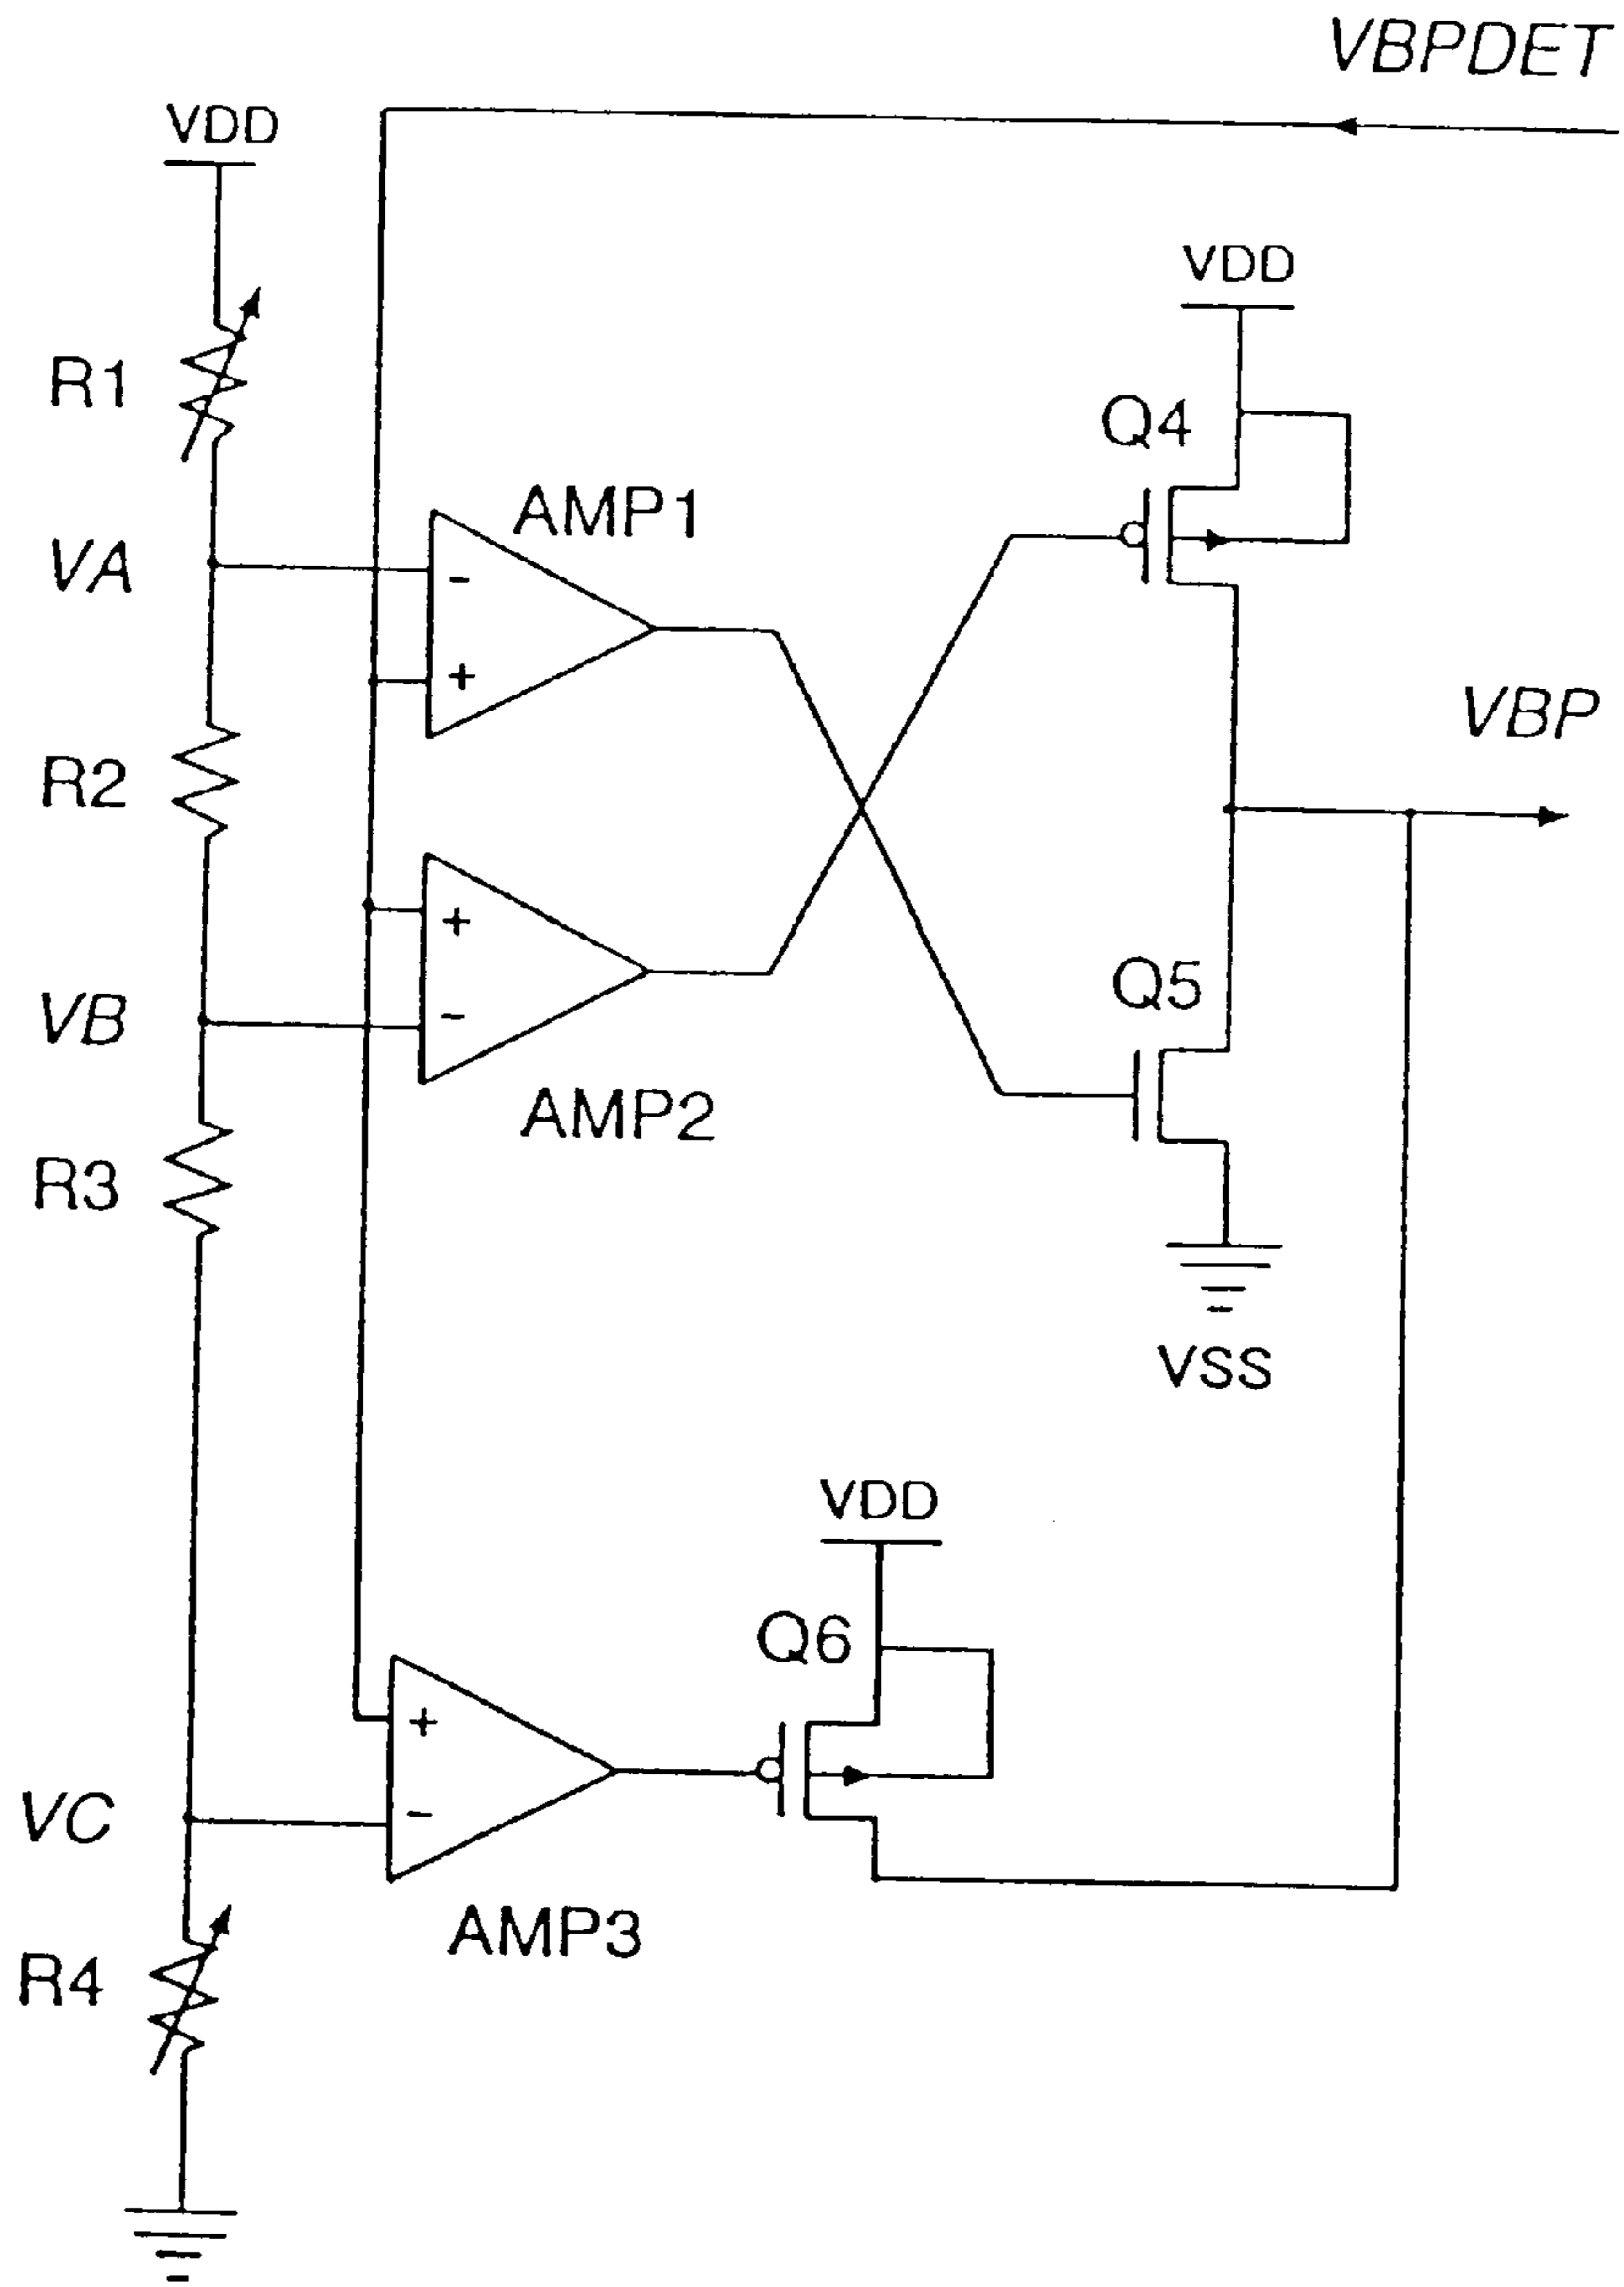 VBPDET
VDD
VDD
R1
Q4
AMP1
VA
-
+
VBP
R2
+
-
Q5
VB
AMP2
R3
VSS
VDD
Q6
+
-
VC
AMP3
R4